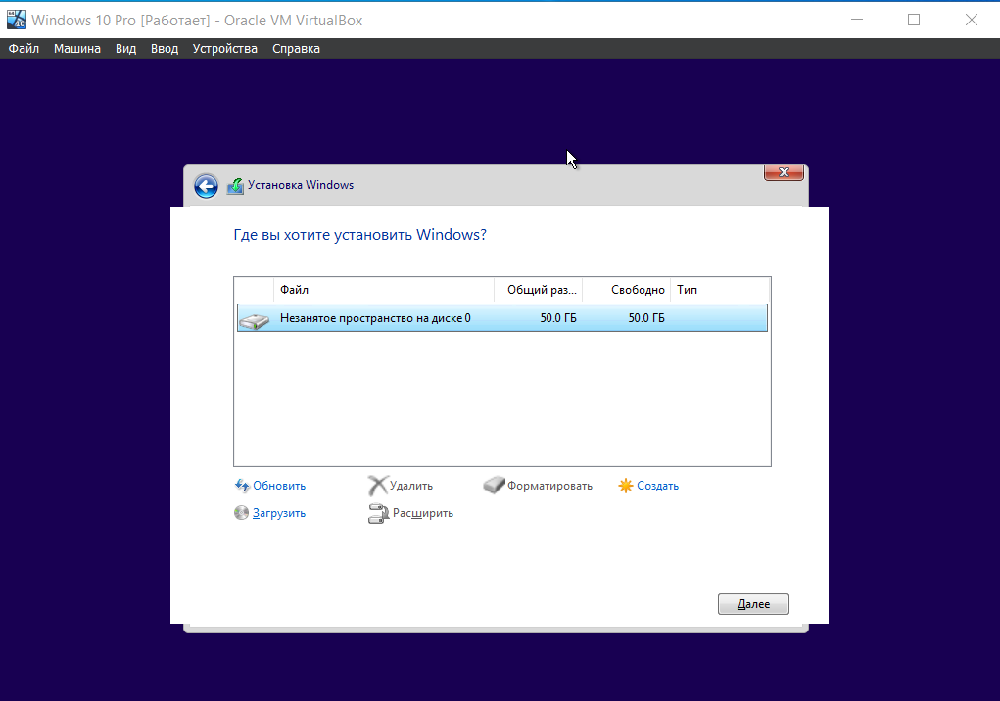 Windows 10 Pro [Работает] - Oracle VM VirtualBox
Файл Машина Вид Ввод Устройства Справка
Установка Windows
Где вы хотите установить Windows?
Файл Общий раз... Свободно Тип
Незанятое пространство на диске 0 50.0 ГБ 50.0 ГБ
Обновить Удалить Форматировать Создать
Загрузить Расширить
Далее